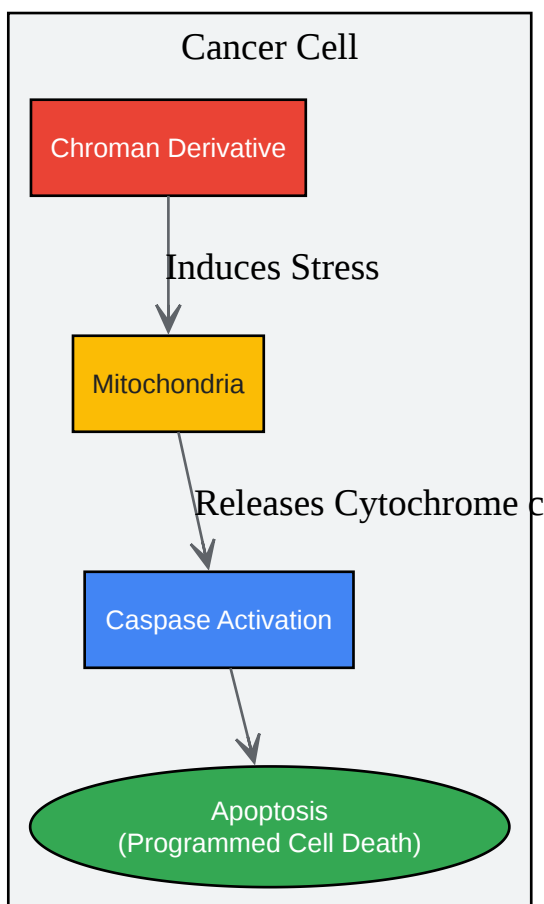 Cancer Cell
Chroman Derivative
Induces Stress
Mitochondria
Releases Cytochrome c
Caspase Activation
Apoptosis
(Programmed Cell Death)